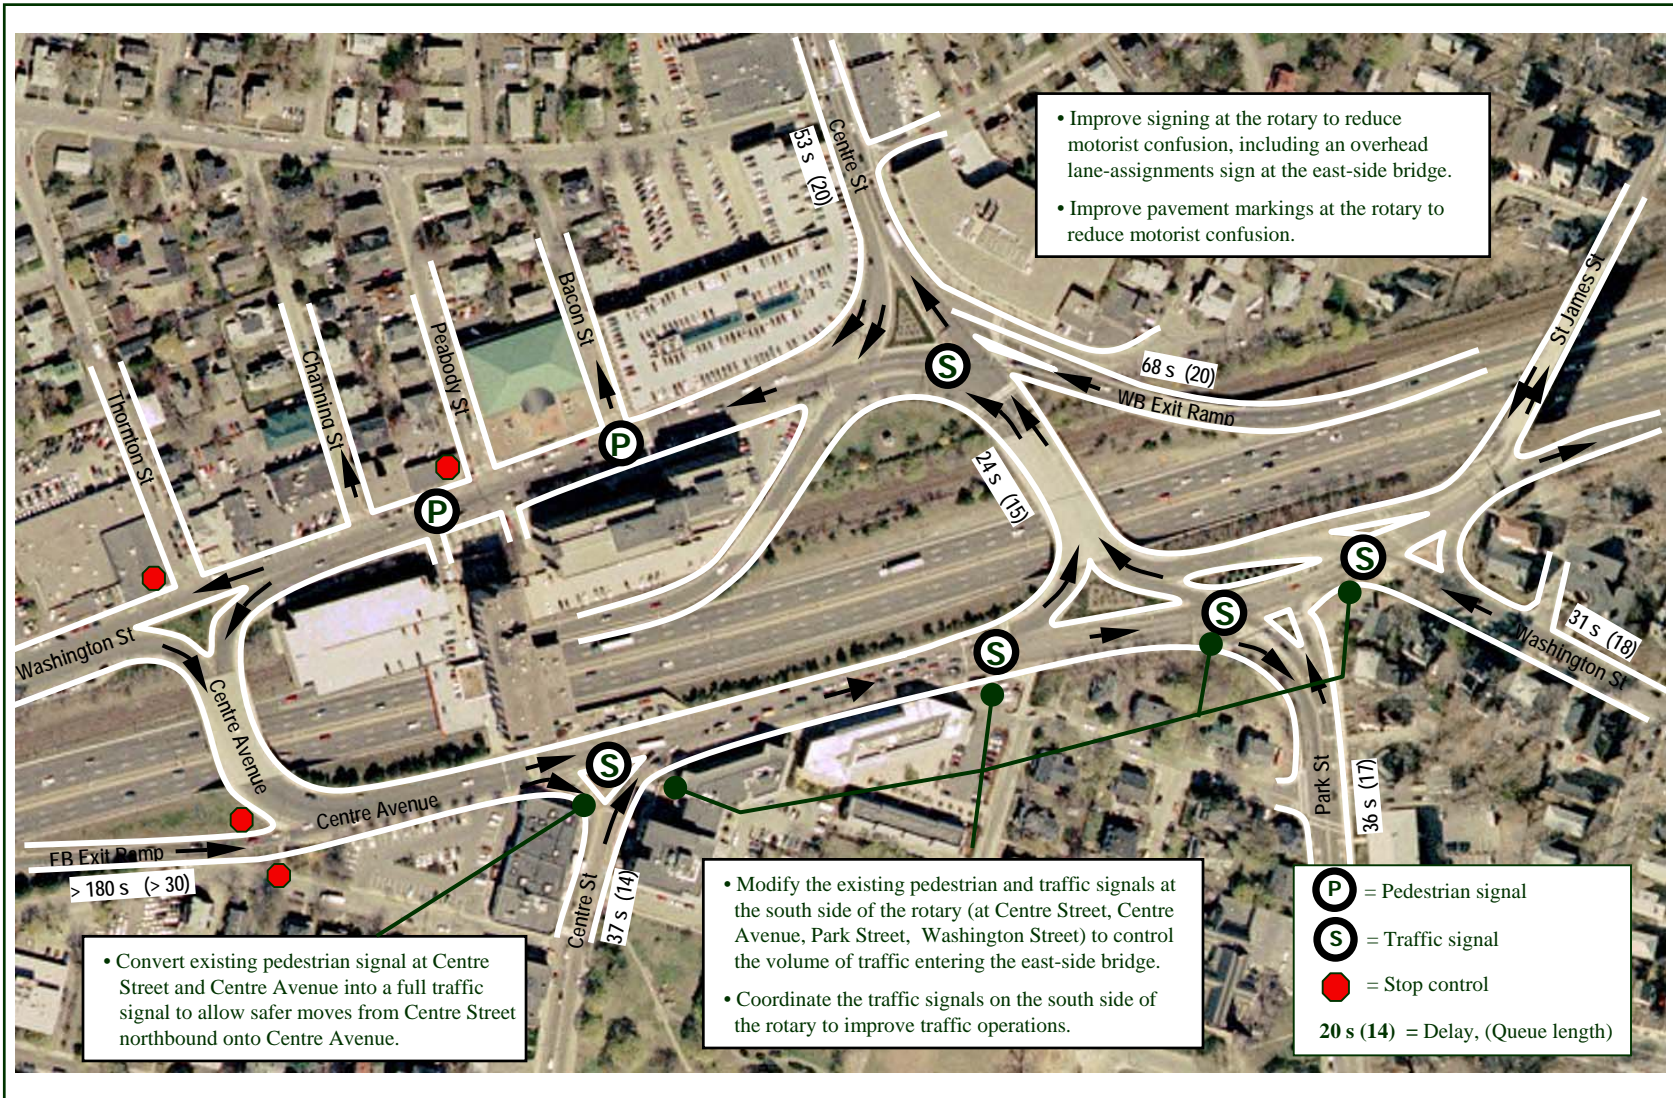 • Improve signing at the rotary to reduce
motorist confusion, including an overhead
lane-assignments sign at the east-side bridge.
• Improve pavement markings at the rotary to
reduce motorist confusion.
53 s (20)
Centre St
St James St
Bacon St
Peabody St
Channing St
Thornton St
68 s (20)
WB Exit Ramp
24 s (15)
S
P
P
S
S
S
S
31 s (18)
Washington St
Washington St
Centre Avenue
Centre Avenue
EB Exit Ramp
> 180 s (> 30)
Centre St
37 s (14)
Park St
36 s (17)
• Convert existing pedestrian signal at Centre
Street and Centre Avenue into a full traffic
signal to allow safer moves from Centre Street
northbound onto Centre Avenue.
• Modify the existing pedestrian and traffic signals at
the south side of the rotary (at Centre Street, Centre
Avenue, Park Street, Washington Street) to control
the volume of traffic entering the east-side bridge.
• Coordinate the traffic signals on the south side of
the rotary to improve traffic operations.
P = Pedestrian signal
S = Traffic signal
= Stop control
20 s (14) = Delay, (Queue length)